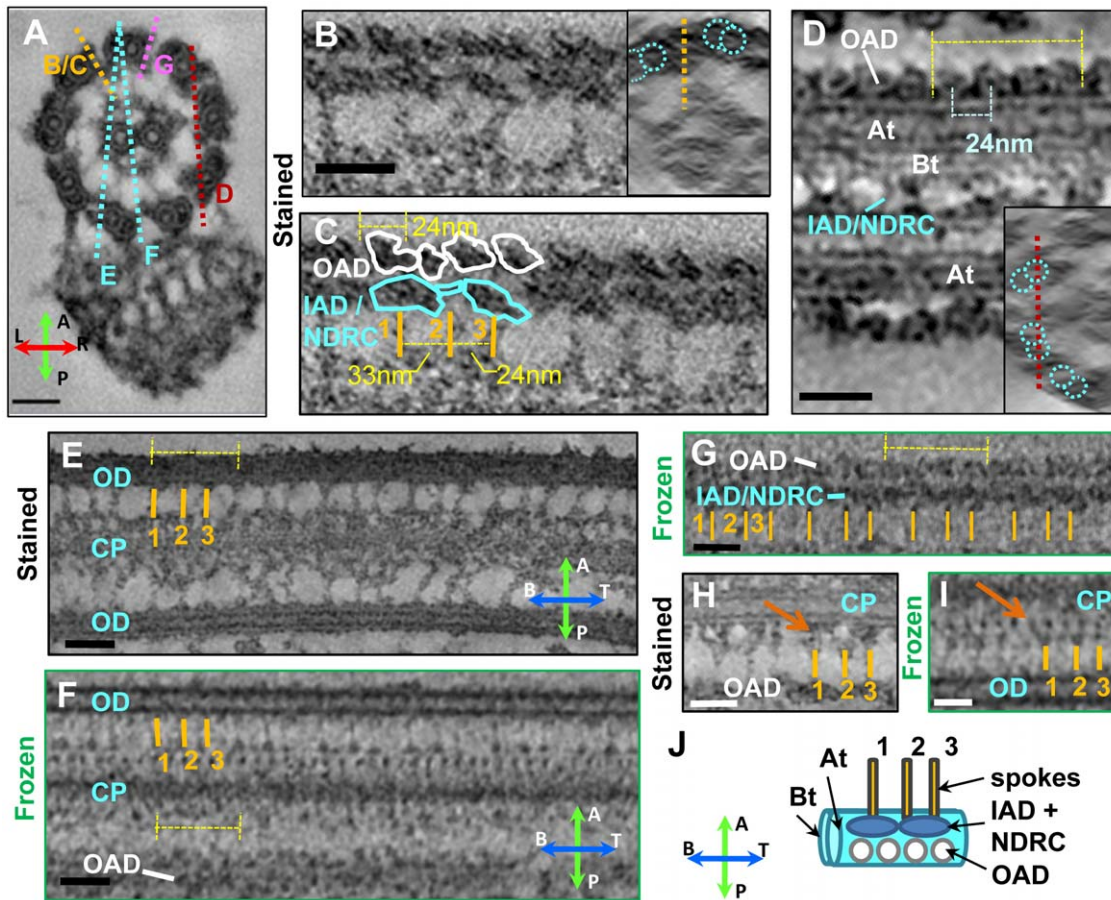 A
B/C
G
D
E
F
A
L
R
P
Stained
B
C
24nm
OAD
IAD /
NDRC
1 2 3
33nm
24nm
D
OAD
At
24nm
Bt
IAD/NDRC
At
Stained
E
OD
1 2 3
CP
OD
A
B T
P
Frozen
F
OD
1 2 3
CP
OAD
A
B T
P
Frozen
G
OAD
IAD/NDRC
1 2 3
Stained
H
CP
1 2 3
OAD
Frozen
I
CP
OD 1 2 3
J
1 2 3
At
Bt
spokes
IAD +
NDRC
OAD
A
B T
P